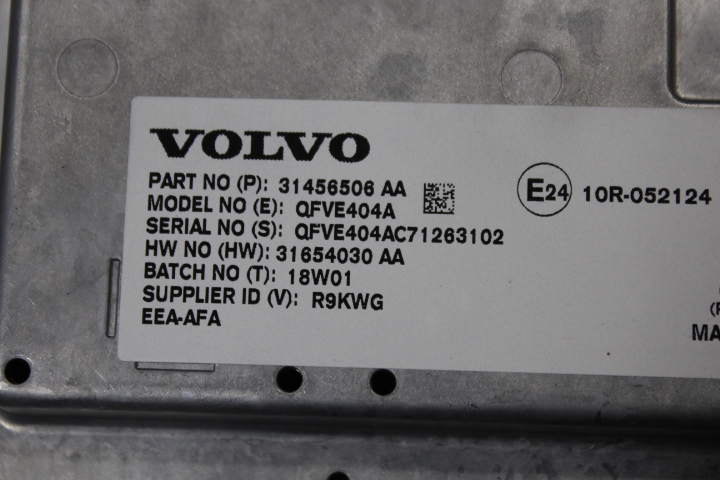 VOLVO
PART NO (P): 31456506 AA
MODEL NO (E): QFVE404A
SERIAL NO (S): QFVE404AC71263102
HW NO (HW): 31654030 AA
BATCH NO (T): 18W01
SUPPLIER ID (V): R9KWG
EEA-AFA
E24 10R-052124
MA